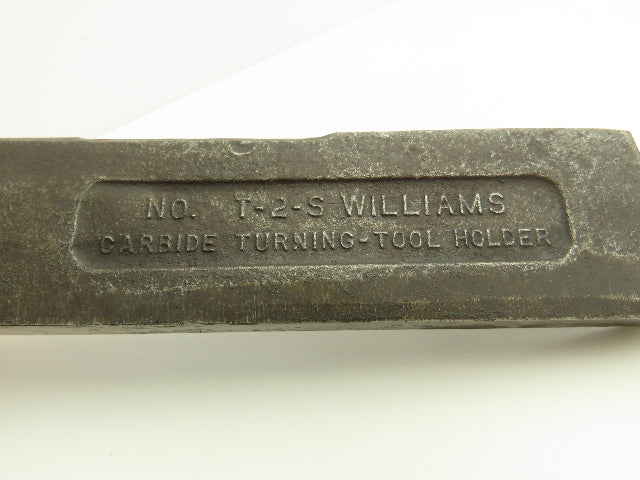 NO. T-2-S WILLIAMS
CARBIDE TURNING-TOOL HOLDER